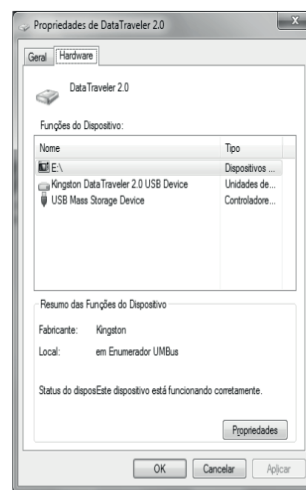 Propriedades de DataTraveler 2.0
x
Geral Hardware
DataTraveler 2.0
Funções do Dispositivo:
Nome Tipo
E:\ Dispositivos ...
Kingston DataTraveler 2.0 USB Device Unidades de...
USB Mass Storage Device Controladore...
Resumo das Funções do Dispositivo
Fabricante: Kingston
Local: em Enumerador UMBus
Status do disposEste dispositivo está funcionando corretamente.
Propriedades
OK Cancelar Aplicar